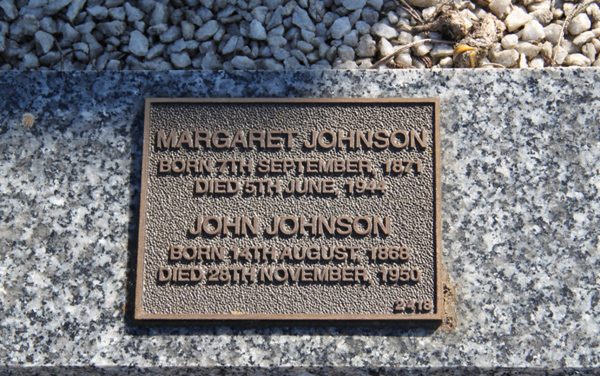 MARGARET JOHNSON
BORN 7TH SEPTEMBER, 1871
DIED 5TH JUNE, 1944
JOHN JOHNSON
BORN 14TH AUGUST, 1868
DIED 28TH NOVEMBER, 1950
2418